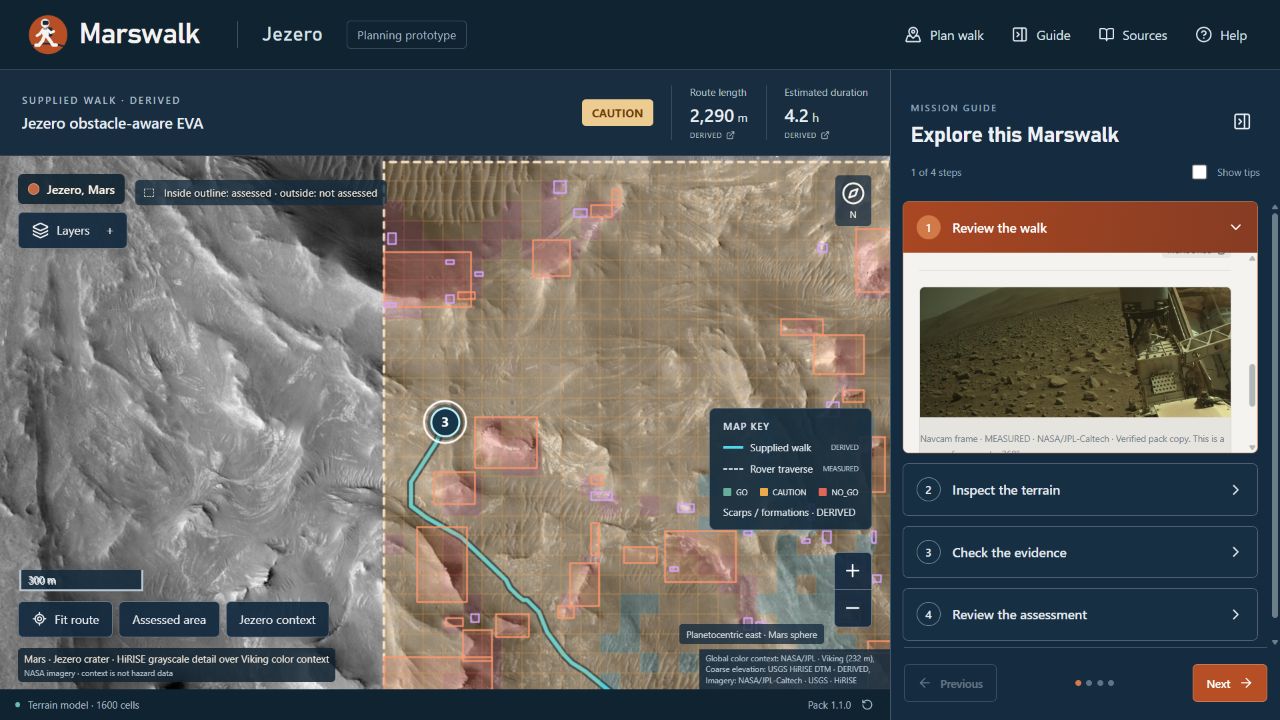 Marswalk
Jezero
Planning prototype
Plan walk
Guide
Sources
Help
SUPPLIED WALK · DERIVED
Jezero obstacle-aware EVA
CAUTION
Route length
2,290 m
DERIVED
Estimated duration
4.2 h
DERIVED
Jezero, Mars
Inside outline: assessed · outside: not assessed
Layers +
N
3
MAP KEY
Supplied walk DERIVED
Rover traverse MEASURED
GO CAUTION NO_GO
Scarps / formations · DERIVED
+
−
300 m
Fit route
Assessed area
Jezero context
Planetocentric east · Mars sphere
Mars · Jezero crater · HiRISE grayscale detail over Viking color context
NASA imagery · context is not hazard data
Global color context: NASA/JPL · Viking (232 m),
Coarse elevation: USGS HiRISE DTM · DERIVED,
Imagery: NASA/JPL-Caltech · USGS · HiRISE
Terrain model · 1600 cells
Pack 1.1.0
MISSION GUIDE
Explore this Marswalk
1 of 4 steps
Show tips
1 Review the walk
Navcam frame · MEASURED · NASA/JPL-Caltech · Verified pack copy. This is a
2 Inspect the terrain
3 Check the evidence
4 Review the assessment
Previous
Next